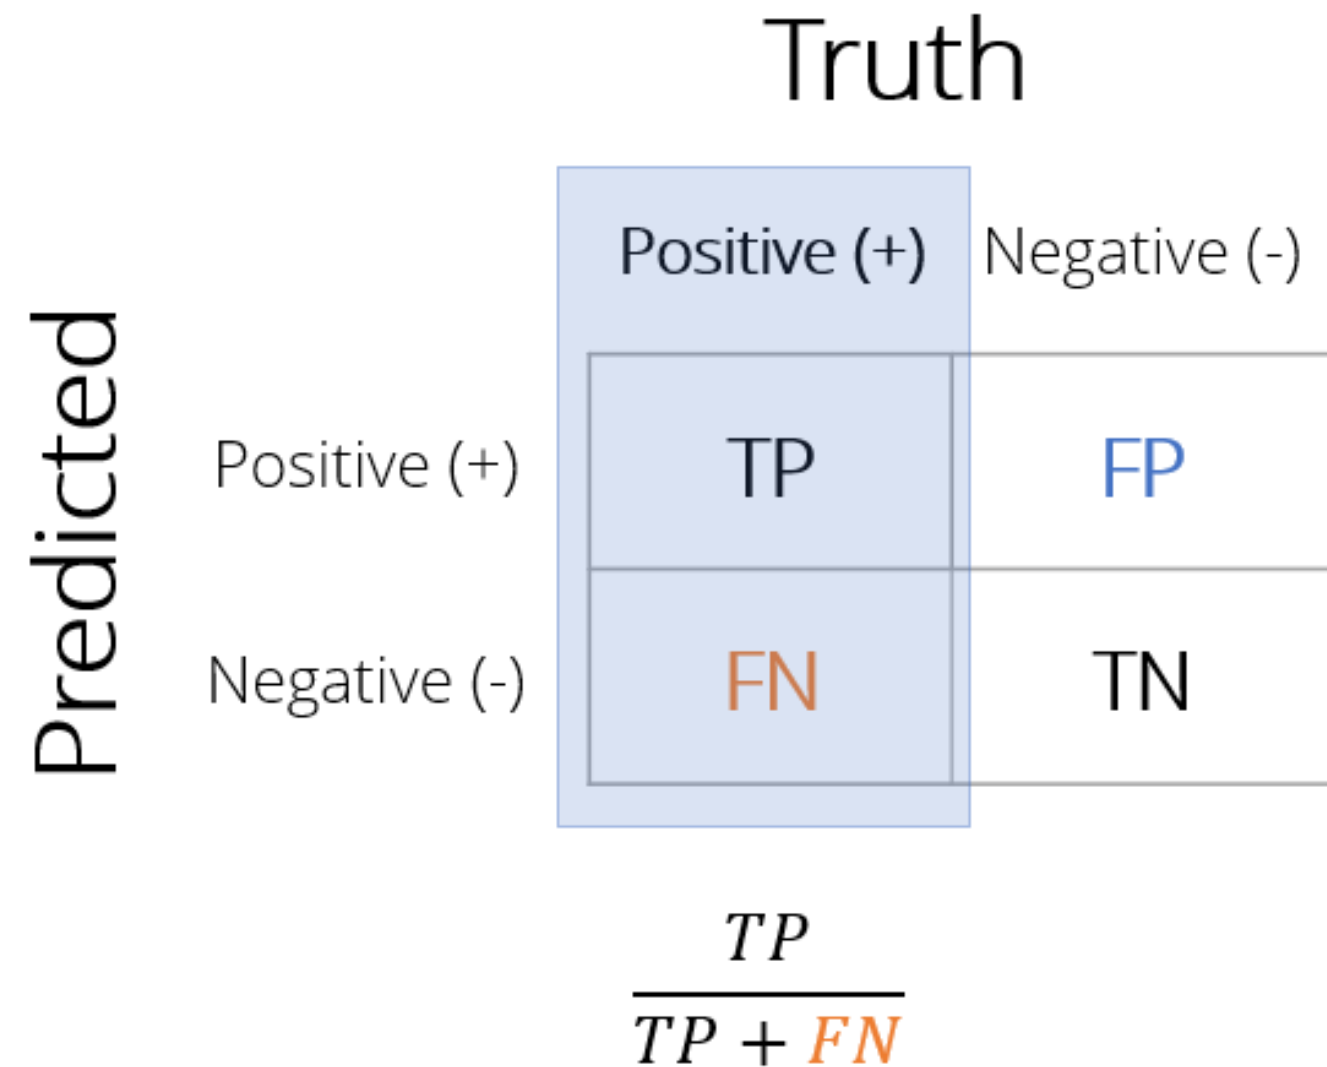 Truth
Positive (+) Negative (-)
Predicted
Positive (+) TP FP
Negative (-) FN TN
TP
TP + FN